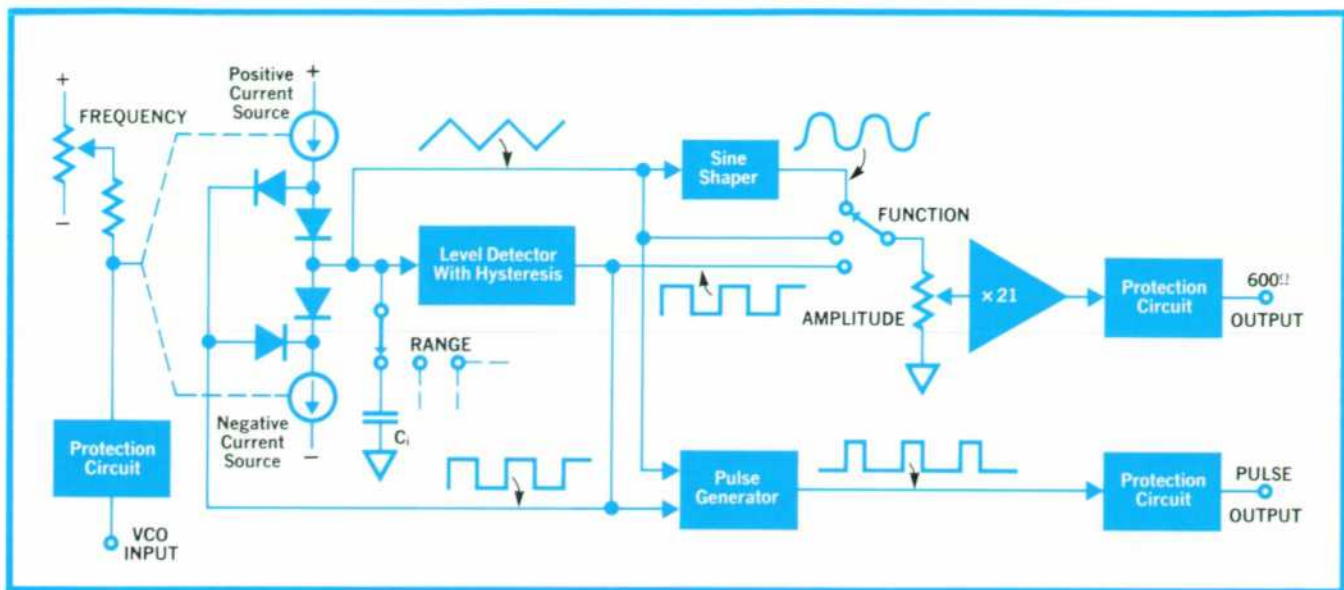 +
FREQUENCY
−
Positive
Current
Source
+
Negative
Current
Source
−
Protection
Circuit
VCO
INPUT
Level Detector
With Hysteresis
RANGE
Cᵢ
Sine
Shaper
FUNCTION
AMPLITUDE
× 21
Protection
Circuit
600Ω
OUTPUT
Pulse
Generator
Protection
Circuit
PULSE
OUTPUT